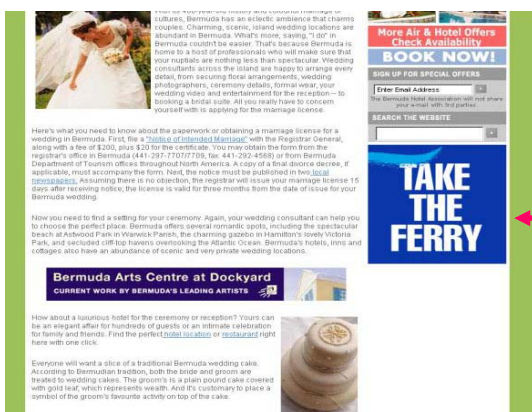 cultures, Bermuda has an eclectic ambience that charms
couples. Charming, scenic, island wedding locations are
abundant in Bermuda. What's more, saying, "I do" in
Bermuda couldn't be easier. That's because Bermuda is
home to a host of professionals who will make sure that
your nuptials are nothing less than spectacular. Wedding
consultants across the island are happy to arrange every
detail, from securing floral arrangements, wedding
photographers, ceremony details, formal wear, your
wedding video and entertainment for the reception -- to
booking a bridal suite. All you really have to concern
yourself with is applying for the marriage license.
Here's what you need to know about the paperwork or obtaining a marriage license for a
wedding in Bermuda. First, file a "Notice of Intended Marriage" with the Registrar General,
along with a fee of $200, plus $20 for the certificate. You may obtain the form from the
registrar's office in Bermuda (441-297-7707/7709, fax: 441-292-4568) or from Bermuda
Department of Tourism offices throughout North America. A copy of a final divorce decree, if
applicable, must accompany the form. Next, the notice must be published in two local
newspapers. Assuming there is no objection, the registrar will issue your marriage license 15
days after receiving notice; the license is valid for three months from the date of issue for your
Bermuda wedding.
Now you need to find a setting for your ceremony. Again, your wedding consultant can help you
to choose the perfect place. Bermuda offers several romantic spots, including the spectacular
beach at Astwood Park in Warwick Parish, the charming gazebo in Hamilton's lovely Victoria
Park, and secluded cliff-top havens overlooking the Atlantic Ocean. Bermuda's hotels, inns and
cottages also have an abundance of scenic and very private wedding locations.
Bermuda Arts Centre at Dockyard
CURRENT WORK BY BERMUDA'S LEADING ARTISTS
How about a luxurious hotel for the ceremony or reception? Yours can
be an elegant affair for hundreds of guests or an intimate celebration
for family and friends. Find the perfect hotel location or restaurant right
here with one click.
Everyone will want a slice of a traditional Bermuda wedding cake.
According to Bermudian tradition, both the bride and groom are
treated to wedding cakes. The groom's is a plain pound cake covered
with gold leaf, which represents wealth. And it's customary to place a
symbol of the groom's favourite activity on top of the cake.
More Air & Hotel Offers
Check Availability
BOOK NOW!
SIGN UP FOR SPECIAL OFFERS
Enter Email Address
The Bermuda Hotel Association will not share
your e-mail with 3rd parties.
SEARCH THE WEBSITE
TAKE
THE
FERRY